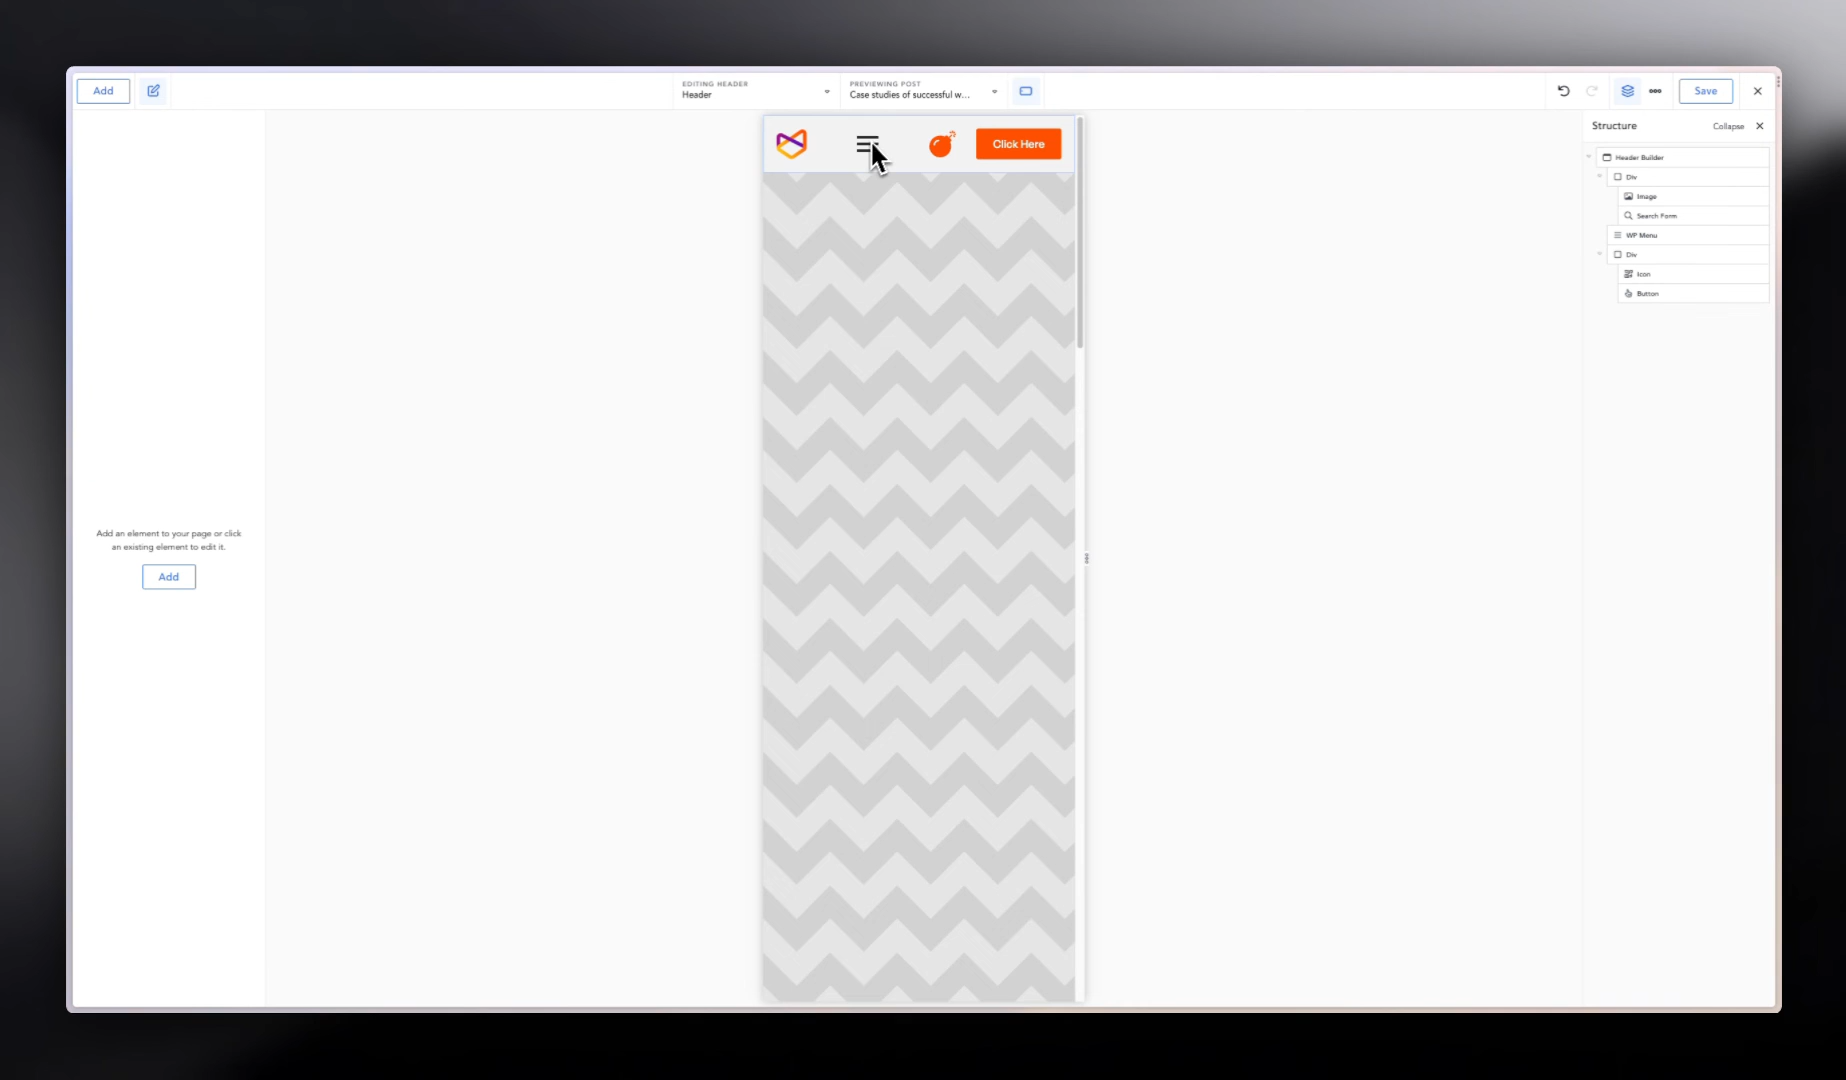 Add
EDITING HEADER
Header
PREVIEWING POST
Case studies of successful w...
Save
Structure
Collapse
Click Here
Header Builder
Div
Image
Search Form
WP Menu
Div
Icon
Button
Add an element to your page or click
an existing element to edit it.
Add